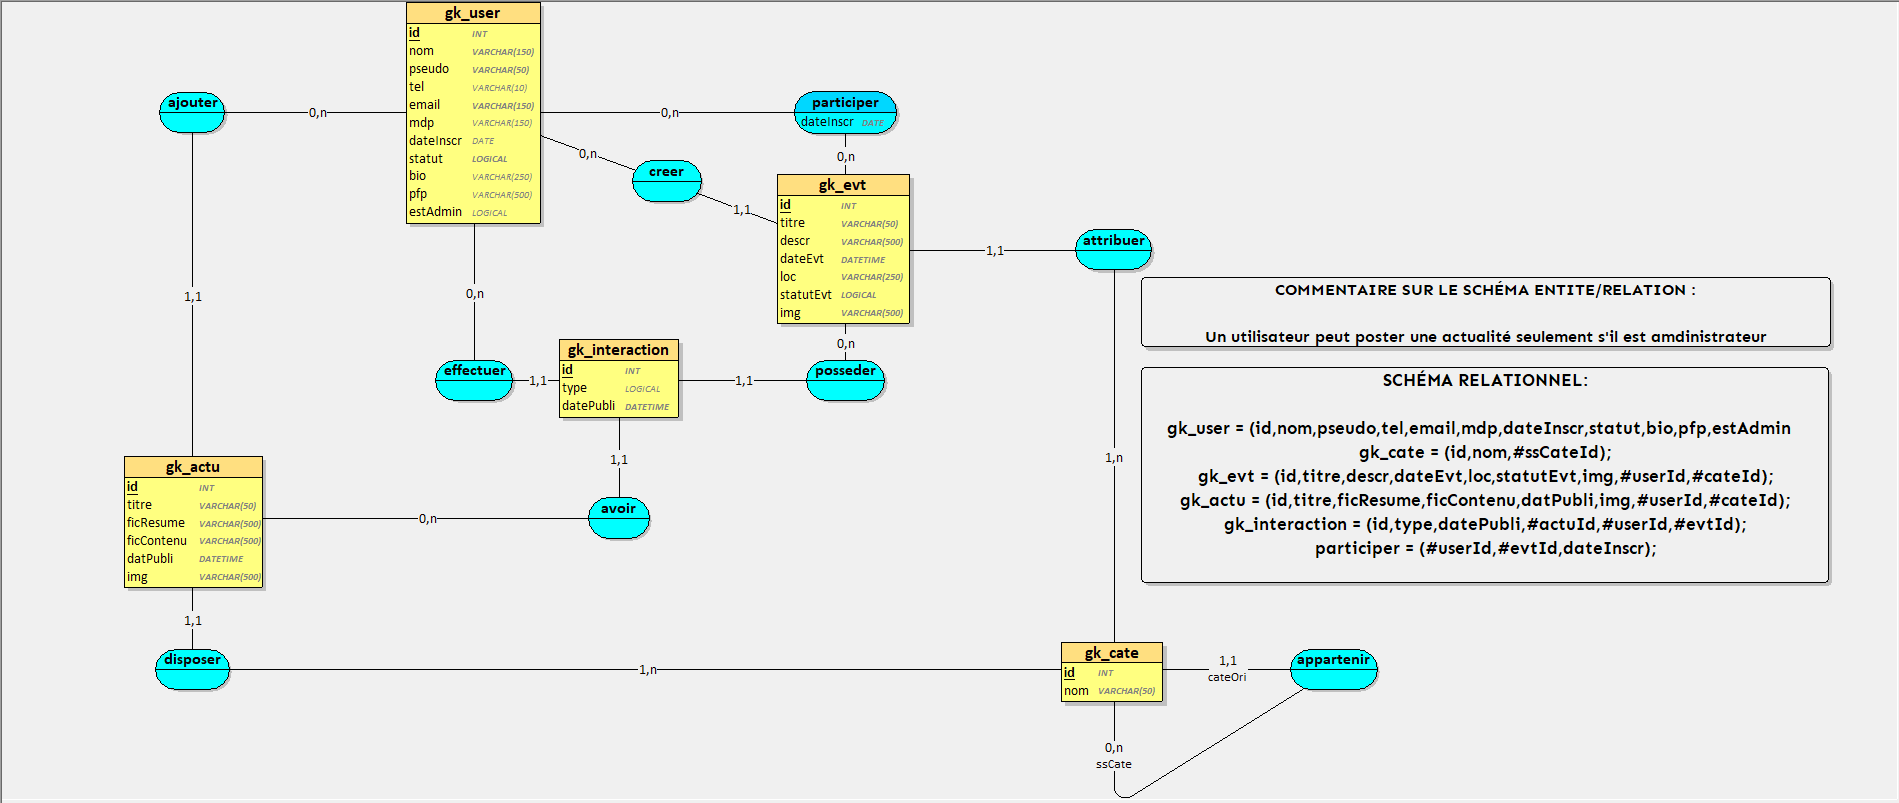 gk_user
id INT
nom VARCHAR(150)
pseudo VARCHAR(50)
tel VARCHAR(10)
email VARCHAR(150)
mdp VARCHAR(150)
dateInscr DATE
statut LOGICAL
bio VARCHAR(250)
pfp VARCHAR(500)
estAdmin LOGICAL
ajouter
0,n
0,n
participer
dateInscr DATE
0,n
creer
0,n
1,1
gk_evt
id INT
titre VARCHAR(50)
descr VARCHAR(500)
dateEvt DATETIME
loc VARCHAR(250)
statutEvt LOGICAL
img VARCHAR(500)
1,1
attribuer
1,1
0,n
0,n
COMMENTAIRE SUR LE SCHÉMA ENTITE/RELATION :
Un utilisateur peut poster une actualité seulement s'il est amdinistrateur
effectuer
1,1
gk_interaction
id INT
type LOGICAL
datePubli DATETIME
1,1
posseder
SCHÉMA RELATIONNEL:
gk_user = (id,nom,pseudo,tel,email,mdp,dateInscr,statut,bio,pfp,estAdmin
gk_cate = (id,nom,#ssCateId);
gk_evt = (id,titre,descr,dateEvt,loc,statutEvt,img,#userId,#cateId);
gk_actu = (id,titre,ficResume,ficContenu,datPubli,img,#userId,#cateId);
gk_interaction = (id,type,datePubli,#actuId,#userId,#evtId);
participer = (#userId,#evtId,dateInscr);
1,1
1,n
gk_actu
id INT
titre VARCHAR(50)
ficResume VARCHAR(500)
ficContenu VARCHAR(500)
datPubli DATETIME
img VARCHAR(500)
0,n
avoir
1,1
disposer
1,n
gk_cate
id INT
nom VARCHAR(50)
1,1
cateOri
appartenir
0,n
ssCate